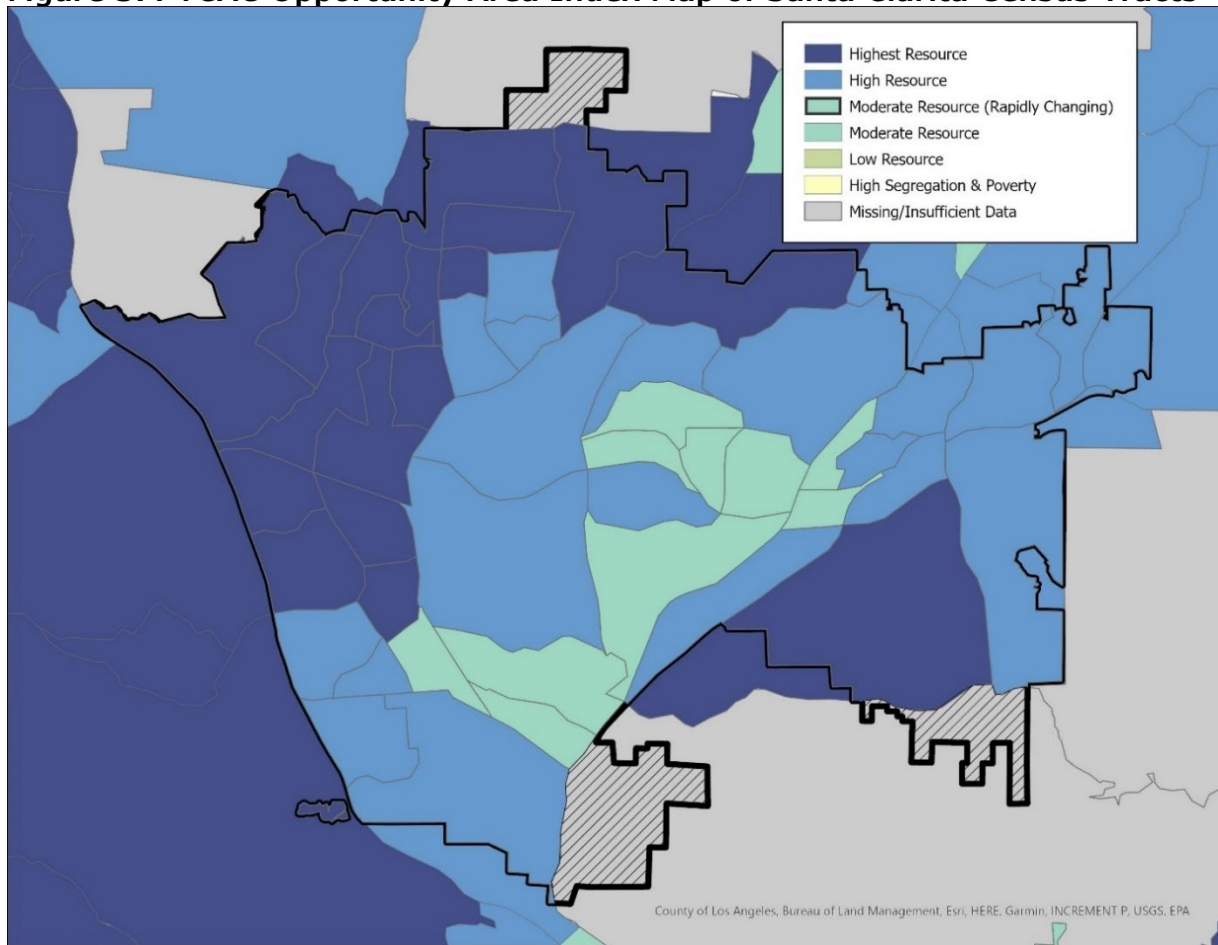 Highest Resource
High Resource
Moderate Resource (Rapidly Changing)
Moderate Resource
Low Resource
High Segregation & Poverty
Missing/Insufficient Data
County of Los Angeles, Bureau of Land Management, Esri, HERE, Garmin, INCREMENT P, USGS, EPA